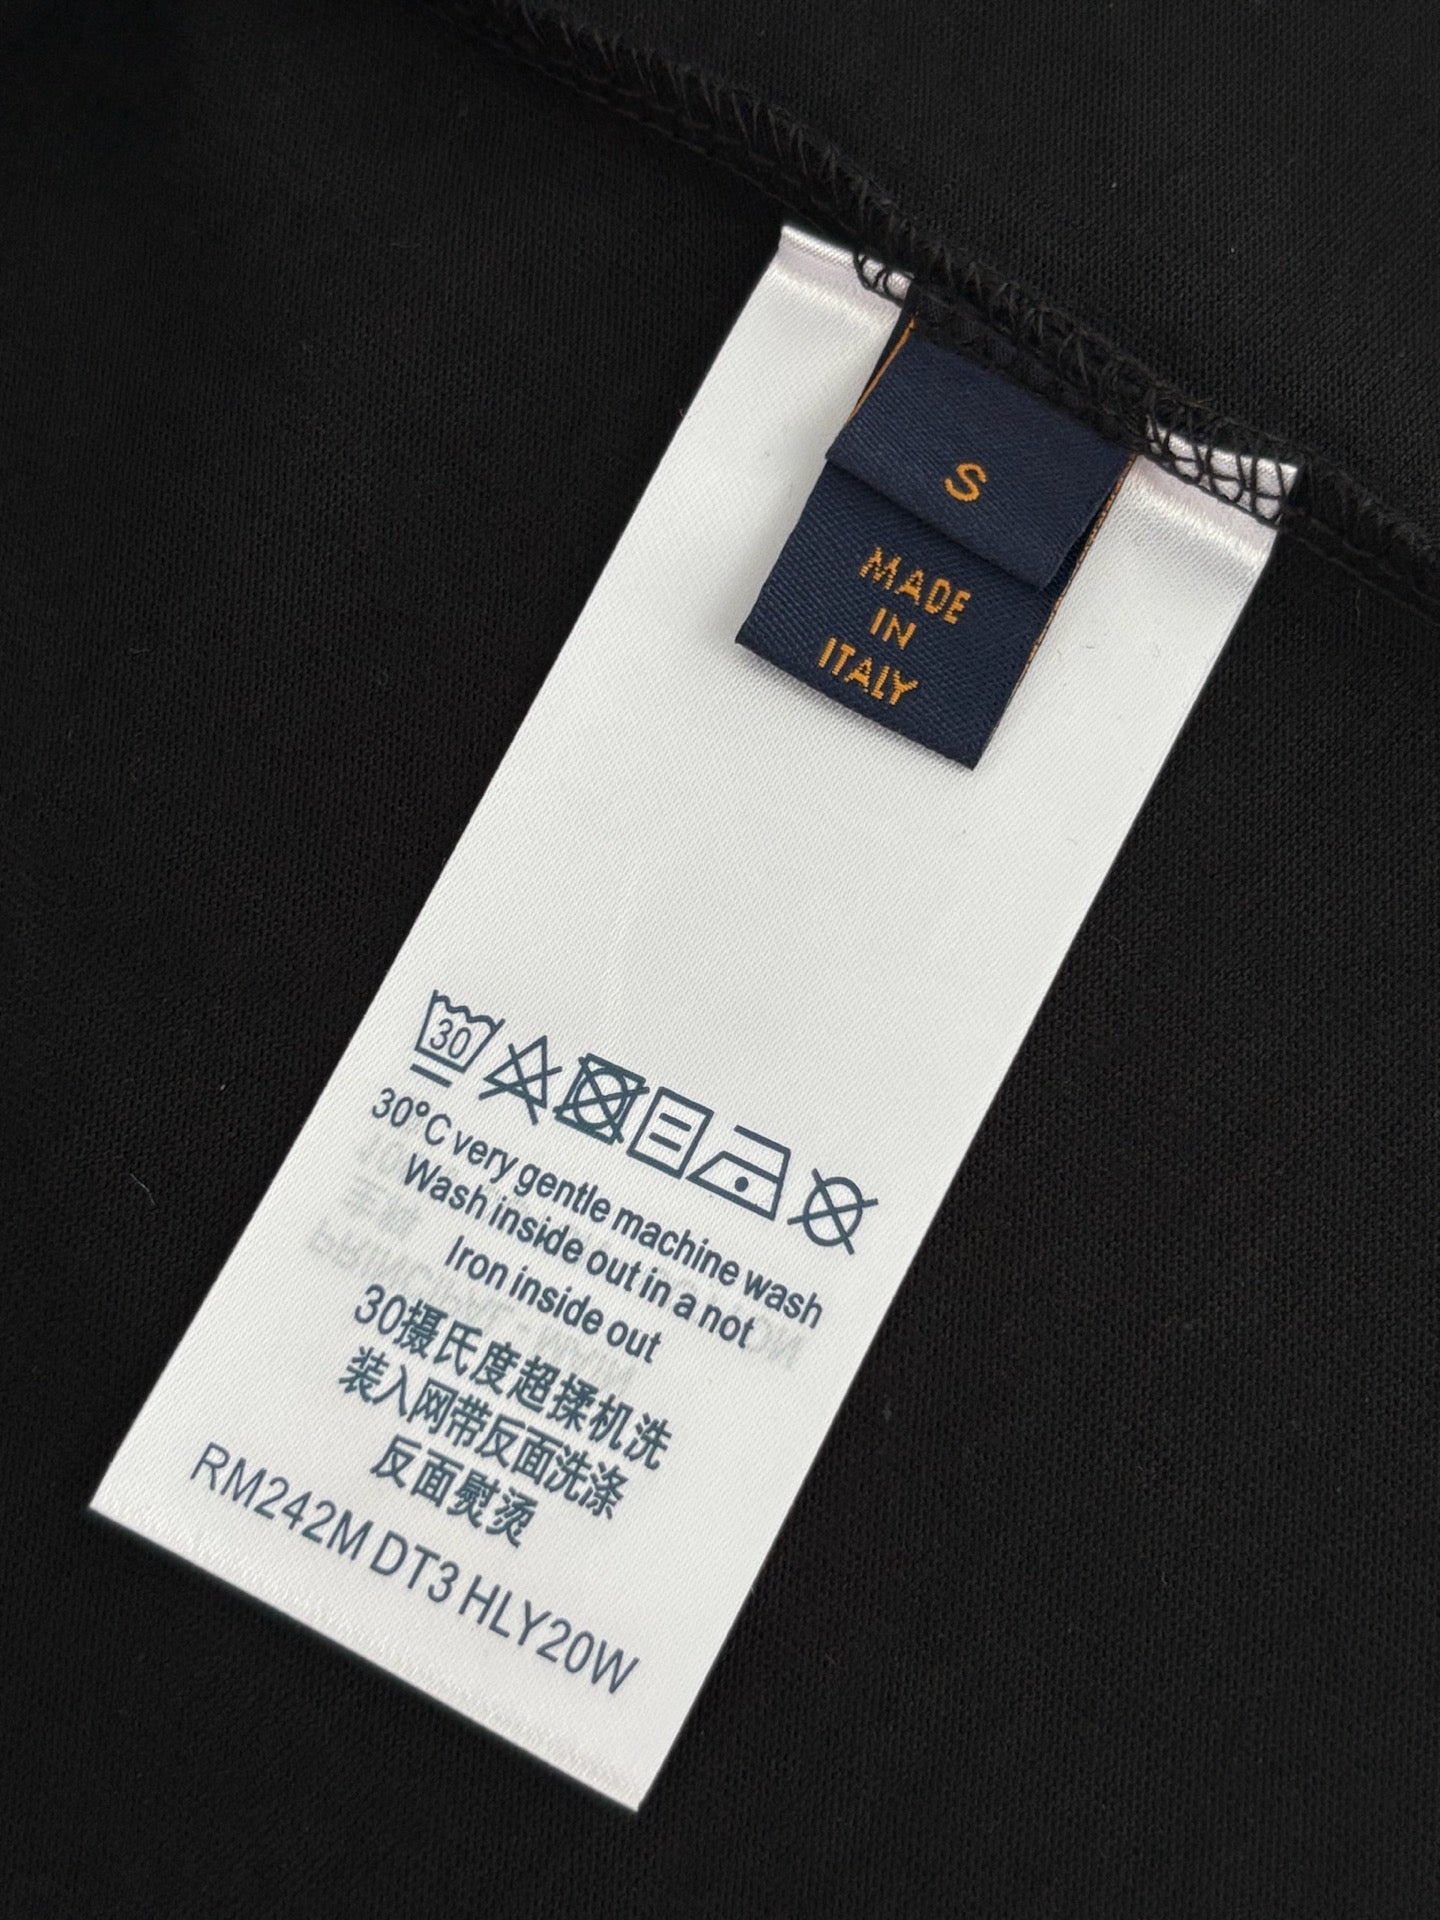 S
MADE
IN
ITALY
30
30°C very gentle machine wash
Wash inside out in a not
Iron inside out
30摄氏度超揉机洗
装入网带反面洗涤
反面熨烫
RM242M DT3 HLY20W